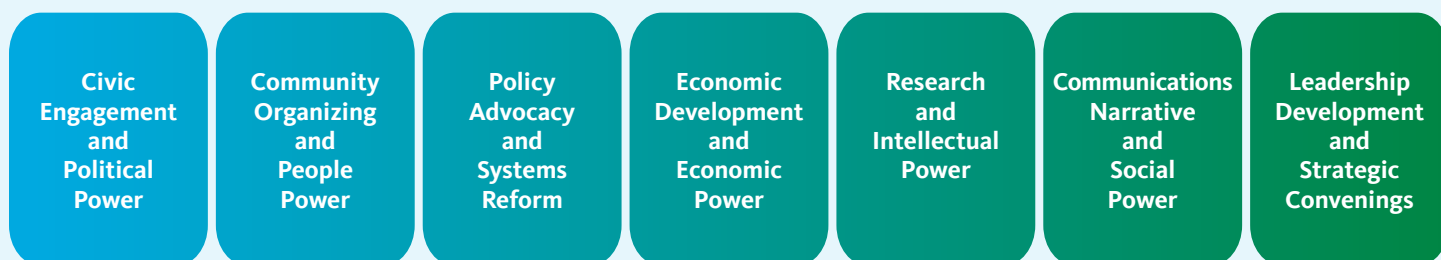 Civic
Engagement
and
Political
Power
Community
Organizing
and
People
Power
Policy
Advocacy
and
Systems
Reform
Economic
Development
and
Economic
Power
Research
and
Intellectual
Power
Communications
Narrative
and
Social
Power
Leadership
Development
and
Strategic
Convenings